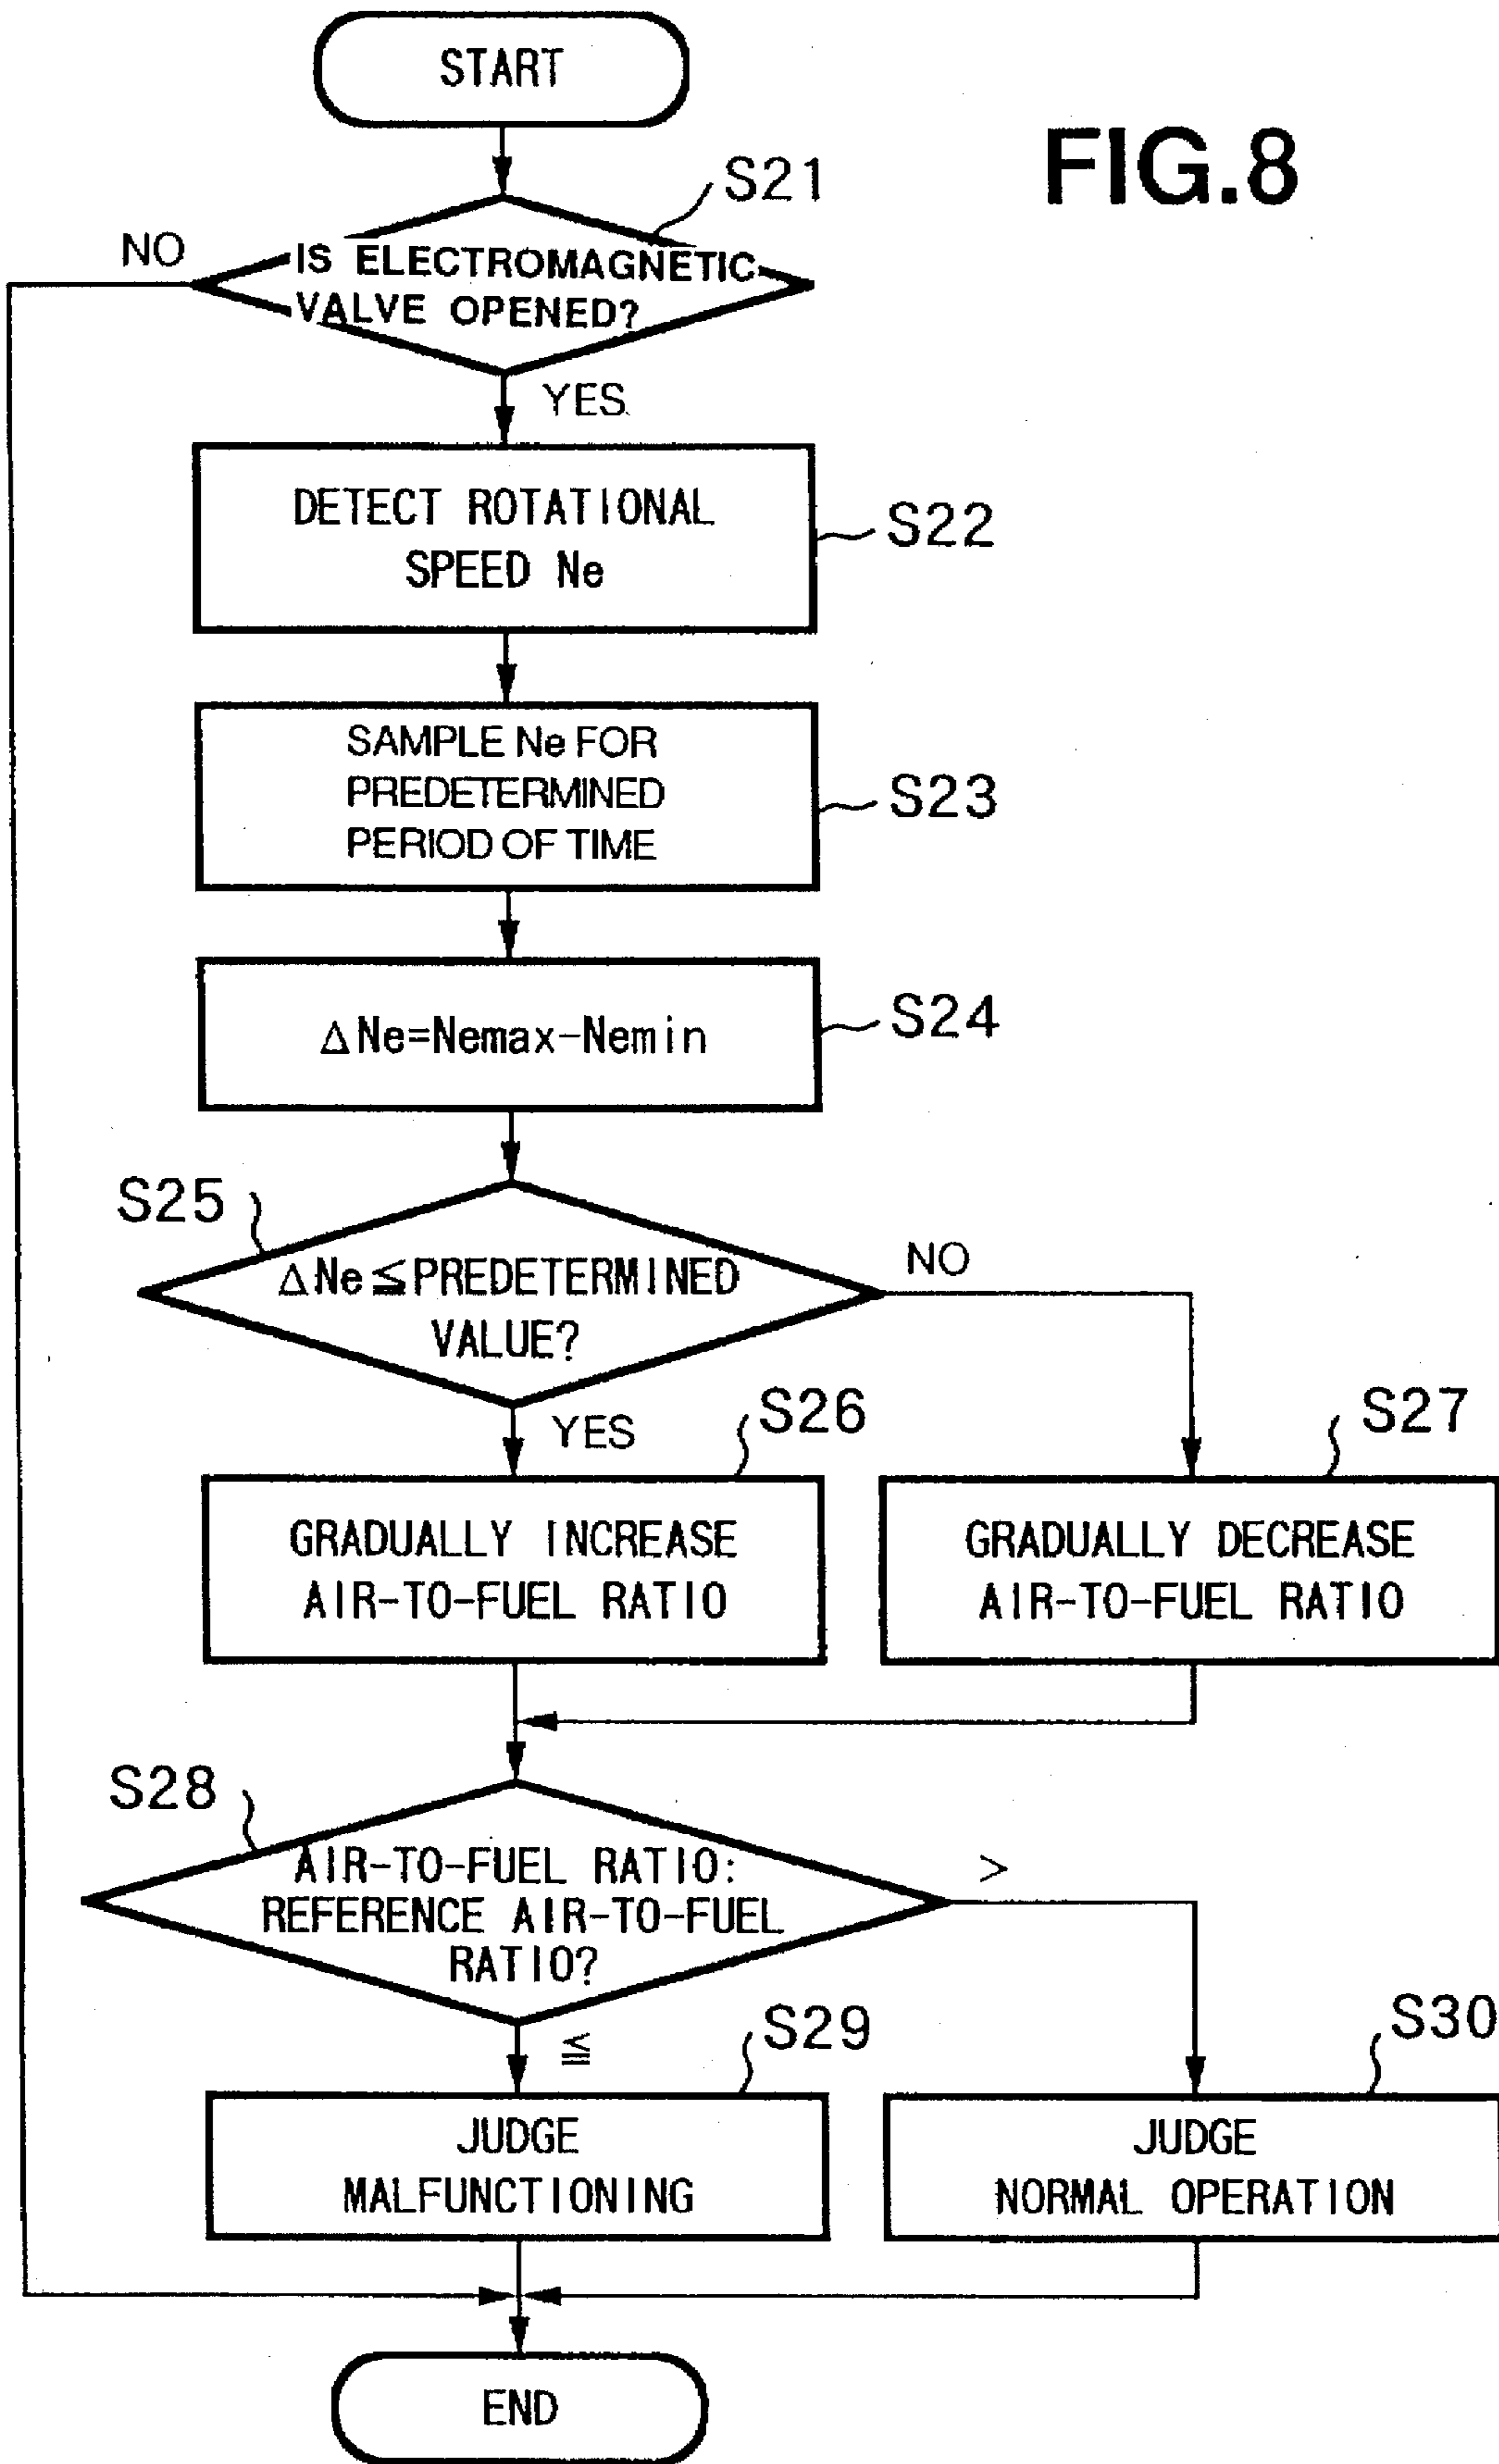 START
FIG.8
S21
NO
IS ELECTROMAGNETIC
VALVE OPENED?
YES
DETECT ROTATIONAL
SPEED Ne
S22
SAMPLE Ne FOR
PREDETERMINED
PERIOD OF TIME
S23
ΔNe=Nemax-Nemin
S24
S25
ΔNe≦PREDETERMINED
VALUE?
NO
YES
S26
S27
GRADUALLY INCREASE
AIR-TO-FUEL RATIO
GRADUALLY DECREASE
AIR-TO-FUEL RATIO
S28
AIR-TO-FUEL RATIO:
REFERENCE AIR-TO-FUEL
RATIO?
>
≦
S29
S30
JUDGE
MALFUNCTIONING
JUDGE
NORMAL OPERATION
END